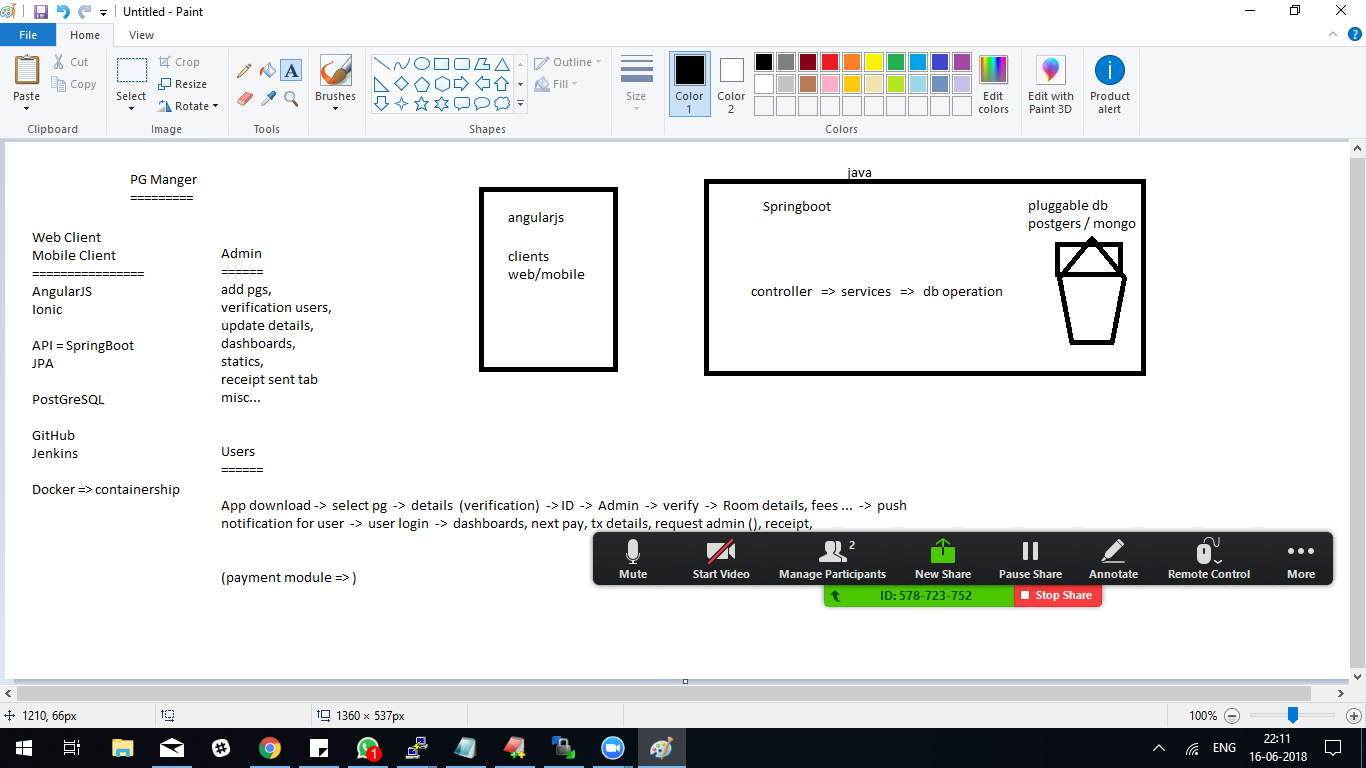 Untitled - Paint
File Home View
Paste
Cut
Copy
Clipboard
Select
Crop
Resize
Rotate
Image
A
Tools
Brushes
Shapes
Outline
Fill
Size
Color 1
Color 2
Colors
Edit colors
Edit with Paint 3D
Product alert
PG Manger
=========
Web Client
Mobile Client
================
AngularJS
Ionic
API = SpringBoot
JPA
PostGreSQL
GitHub
Jenkins
Docker => containership
Admin
======
add pgs,
verification users,
update details,
dashboards,
statics,
receipt sent tab
misc...
Users
======
App download -> select pg -> details (verification) -> ID -> Admin -> verify -> Room details, fees ... -> push
notification for user -> user login -> dashboards, next pay, tx details, request admin (), receipt,
(payment module => )
angularjs
clients
web/mobile
java
Springboot
pluggable db
postgers / mongo
controller => services => db operation
Mute
Start Video
2
Manage Participants
New Share
Pause Share
Annotate
Remote Control
More
ID: 578-723-752
Stop Share
1210, 66px
1360 × 537px
100%
1
ENG
22:11
16-06-2018